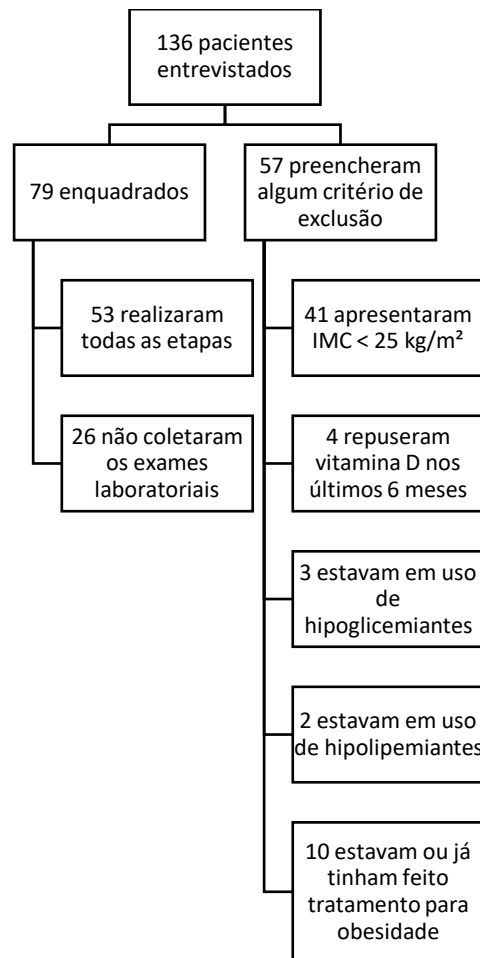 136 pacientes
entrevistados
79 enquadrados
57 preencheram
algum critério de
exclusão
53 realizaram
todas as etapas
26 não coletaram
os exames
laboratoriais
41 apresentaram
IMC < 25 kg/m²
4 repuseram
vitamina D nos
últimos 6 meses
3 estavam em uso
de
hipoglicemiantes
2 estavam em uso
de hipolipemiantes
10 estavam ou já
tinham feito
tratamento para
obesidade